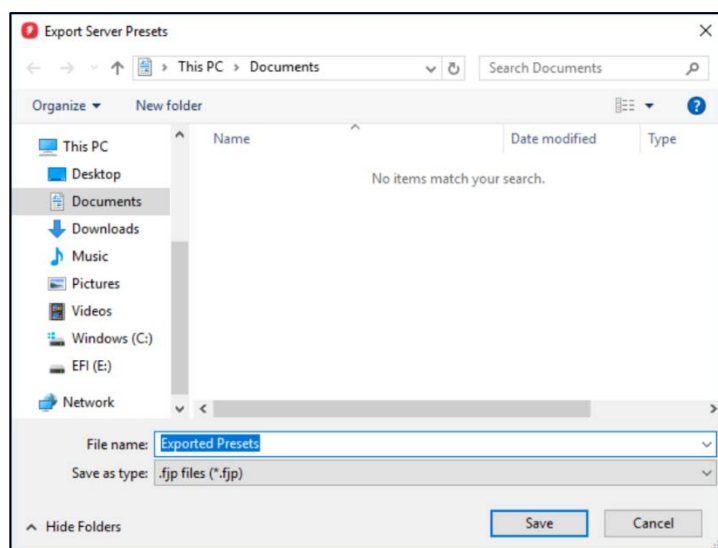 Export Server Presets
This PC > Documents
Search Documents
Organize
New folder
Name
Date modified
Type
No items match your search.
This PC
Desktop
Documents
Downloads
Music
Pictures
Videos
Windows (C:)
EFI (E:)
Network
File name: Exported Presets
Save as type: .fjp files (*.fjp)
Hide Folders
Save
Cancel